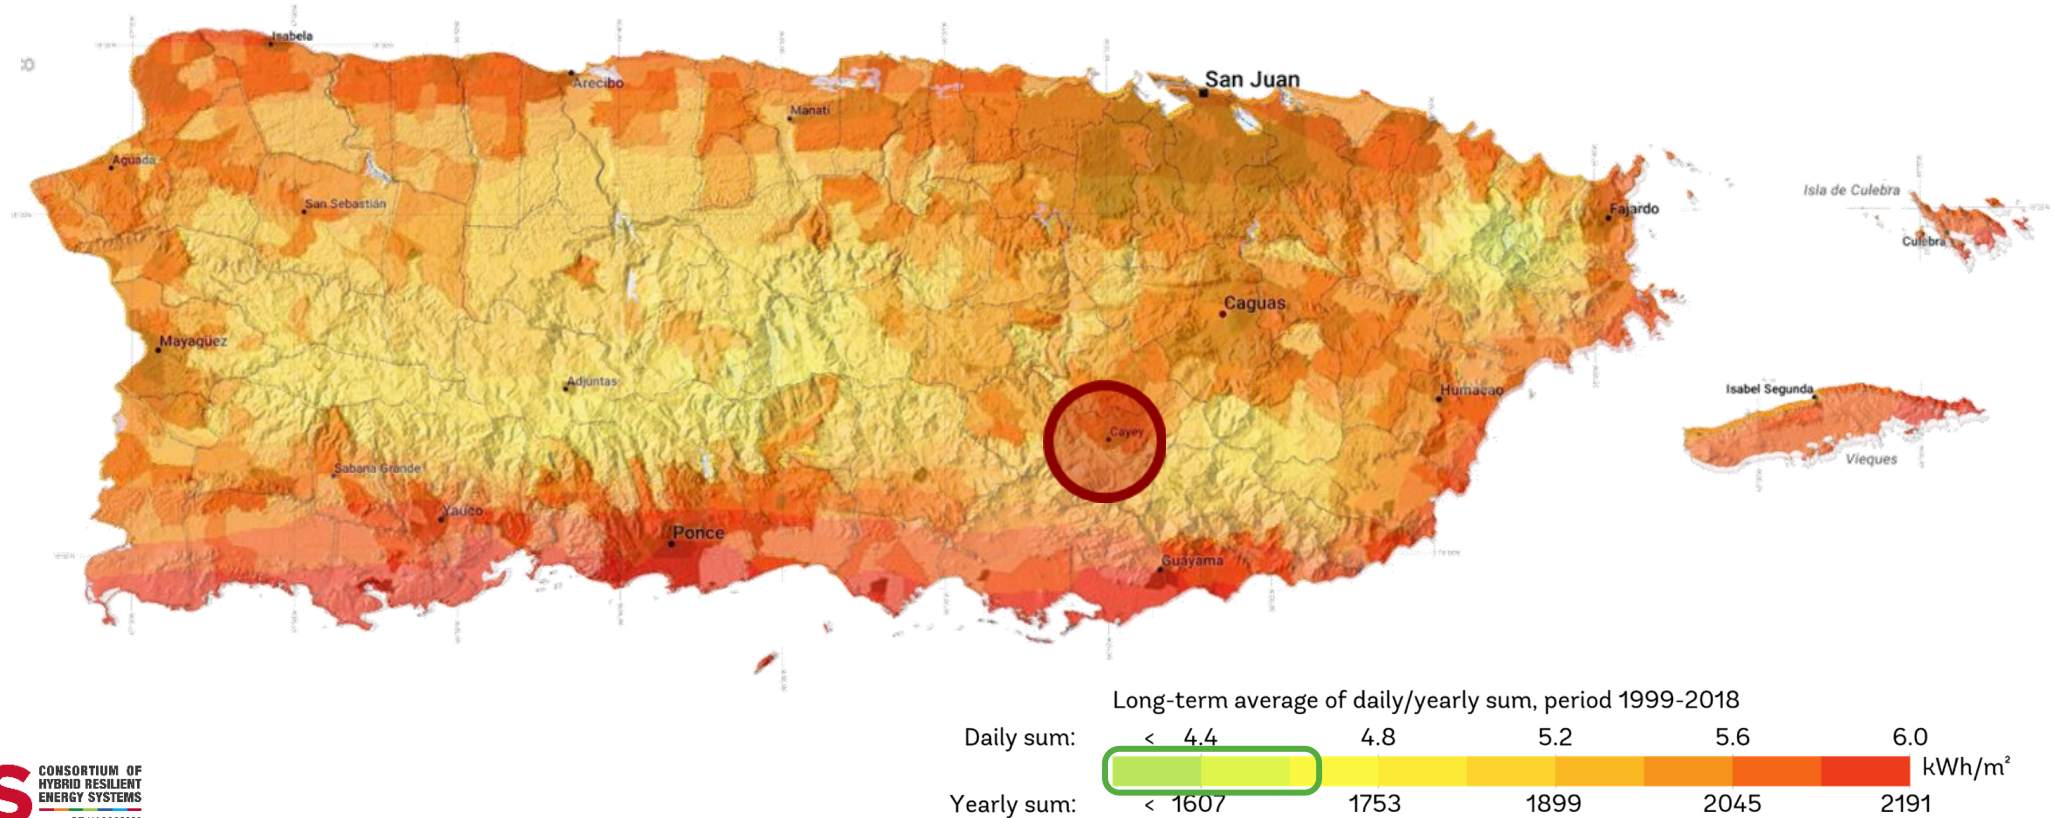 Isabela
Arecibo
San Juan
Manatí
Aguada
San Sebastián
Isla de Culebra
Fajardo
Culebra
Caguas
Mayagüez
Adjuntas
Humacao
Isabel Segunda
Cayey
Vieques
Sabana Grande
Yauco
Ponce
Guayama
Long-term average of daily/yearly sum, period 1999-2018
Daily sum: < 4.4 4.8 5.2 5.6 6.0
kWh/m²
Yearly sum: < 1607 1753 1899 2045 2191
S
CONSORTIUM OF
HYBRID RESILIENT
ENERGY SYSTEMS